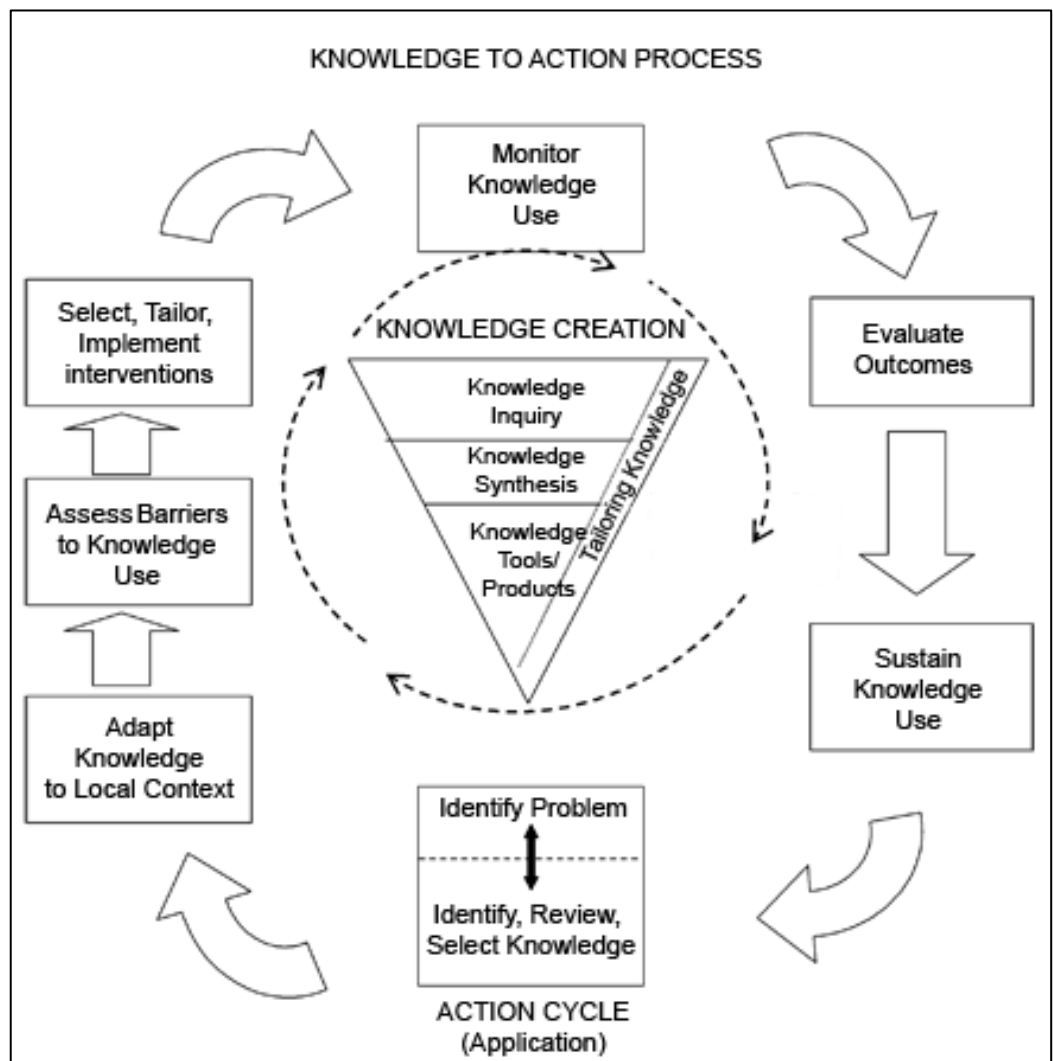 KNOWLEDGE TO ACTION PROCESS
Monitor
Knowledge
Use
Select, Tailor,
Implement
interventions
KNOWLEDGE CREATION
Evaluate
Outcomes
Knowledge
Inquiry
Knowledge
Synthesis
Knowledge
Tools/
Products
Tailoring Knowledge
Assess Barriers
to Knowledge
Use
Sustain
Knowledge
Use
Adapt
Knowledge
to Local Context
Identify Problem
Identify, Review,
Select Knowledge
ACTION CYCLE
(Application)